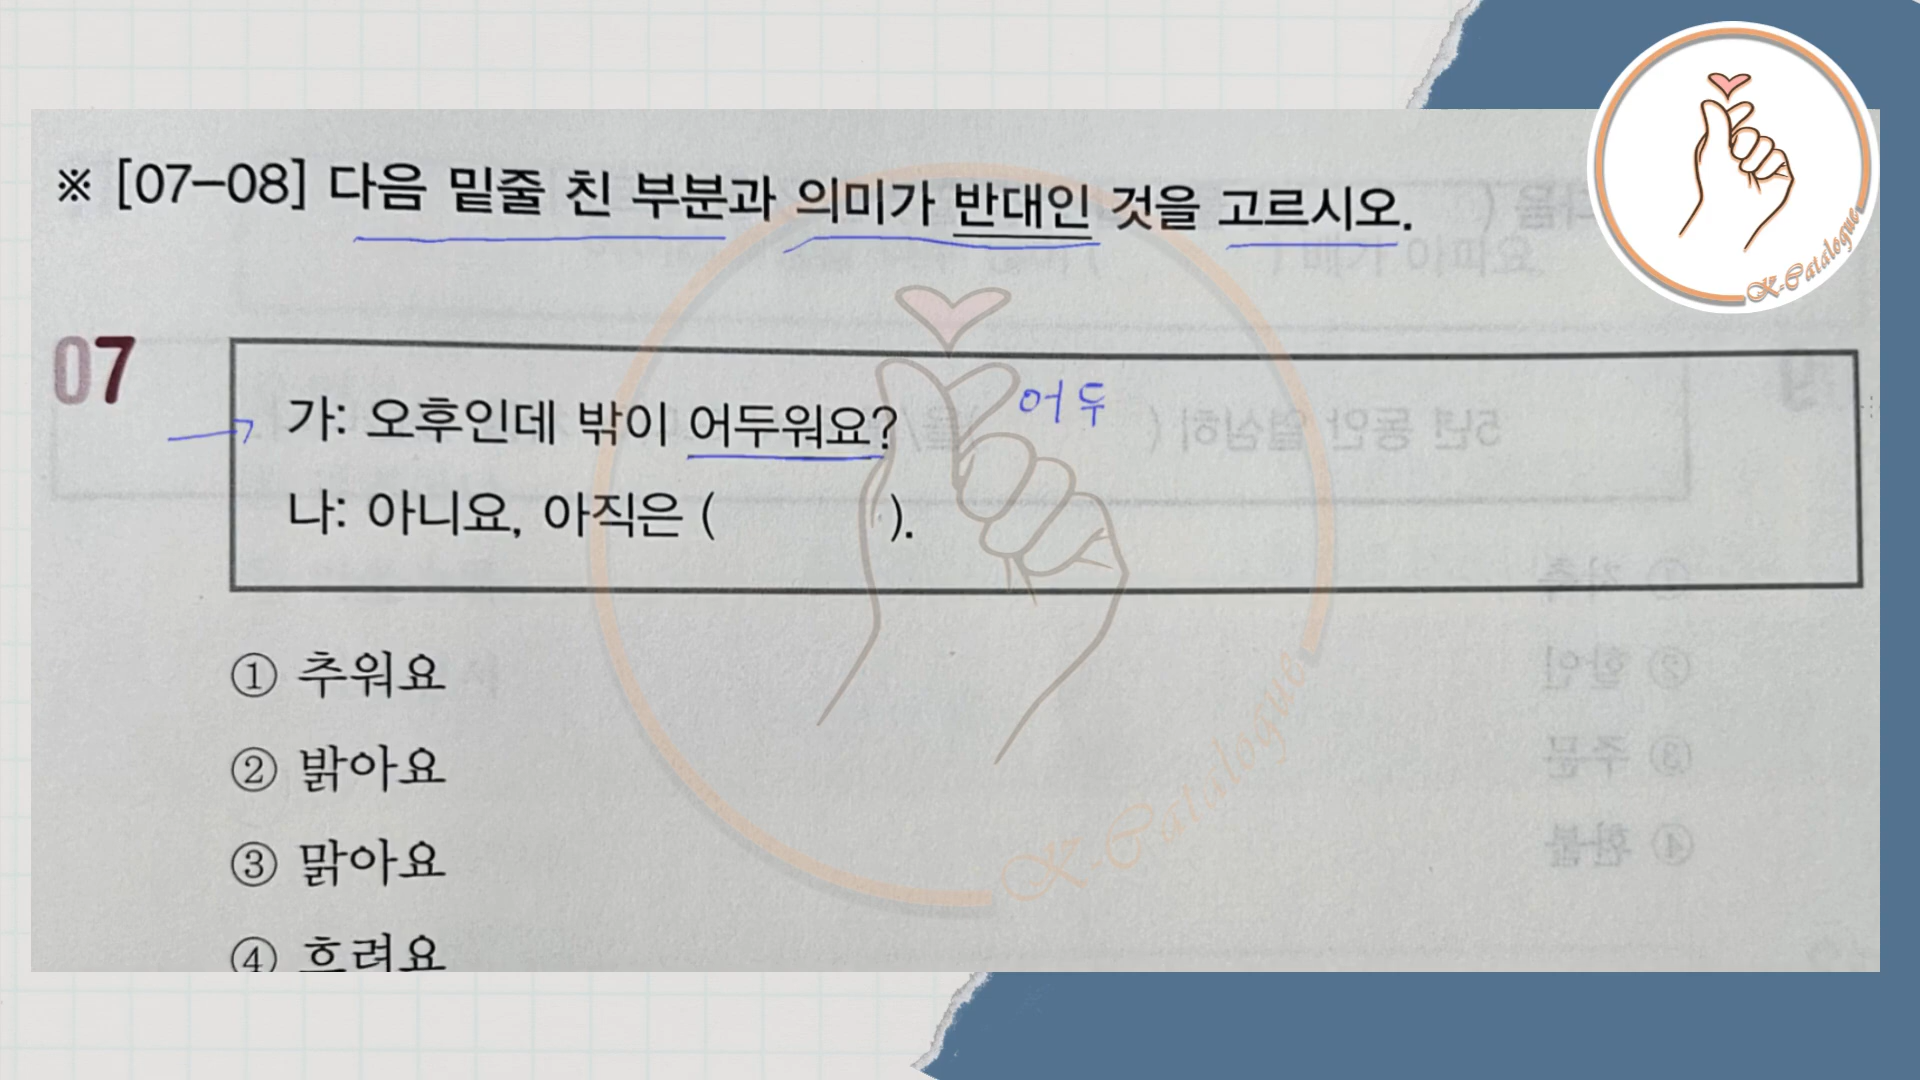 ※ [07-08] 다음 밑줄 친 부분과 의미가 반대인 것을 고르시오.
07
가: 오후인데 밖이 어두워요?
어두
나: 아니요, 아직은 ( ).
① 추워요
② 밝아요
③ 맑아요
④ 흐려요
K-Catalogue
K-Catalogue